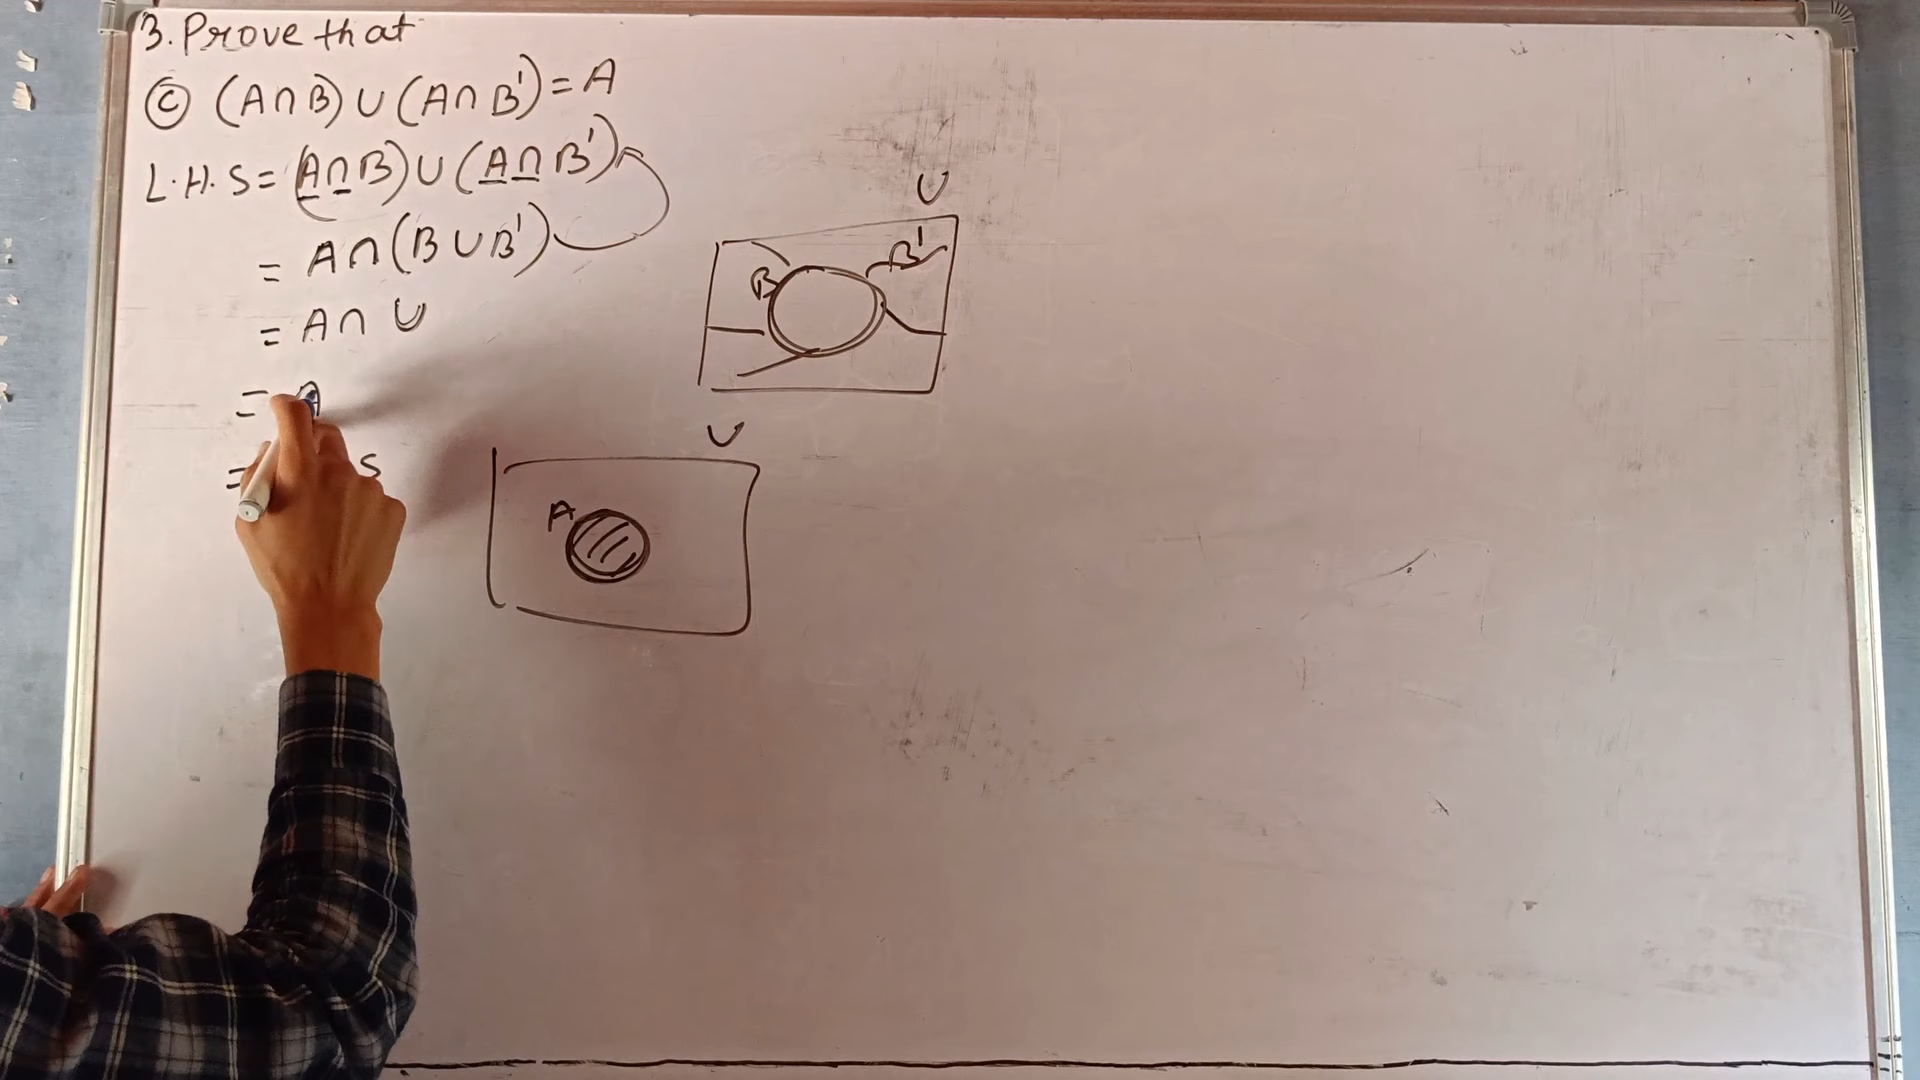 3. Prove that
ⓒ (A∩B)∪(A∩B')=A
L.H.S=(A∩B)∪(A∩B')
= A∩(B∪B')
= A∩U
= A
= S
U
B B'
U
A